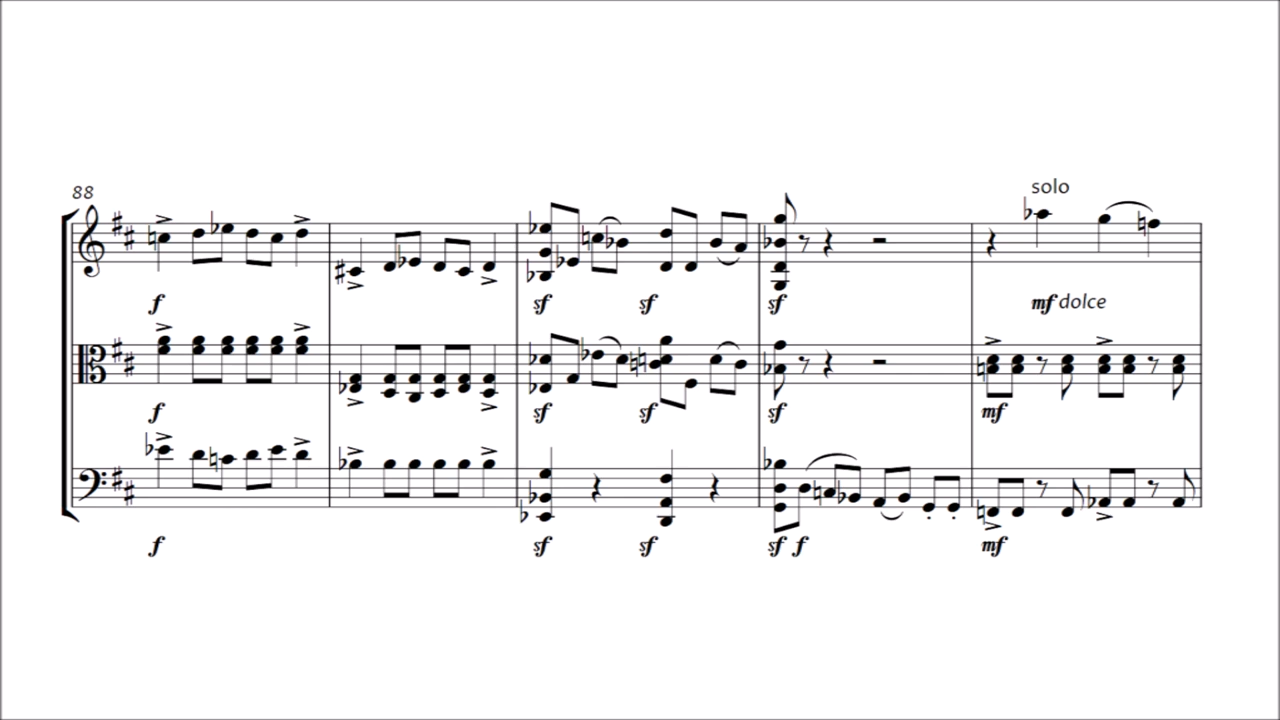 88
solo
f
sf sf sf mf dolce
f sf sf sf mf
f sf sf sf f mf